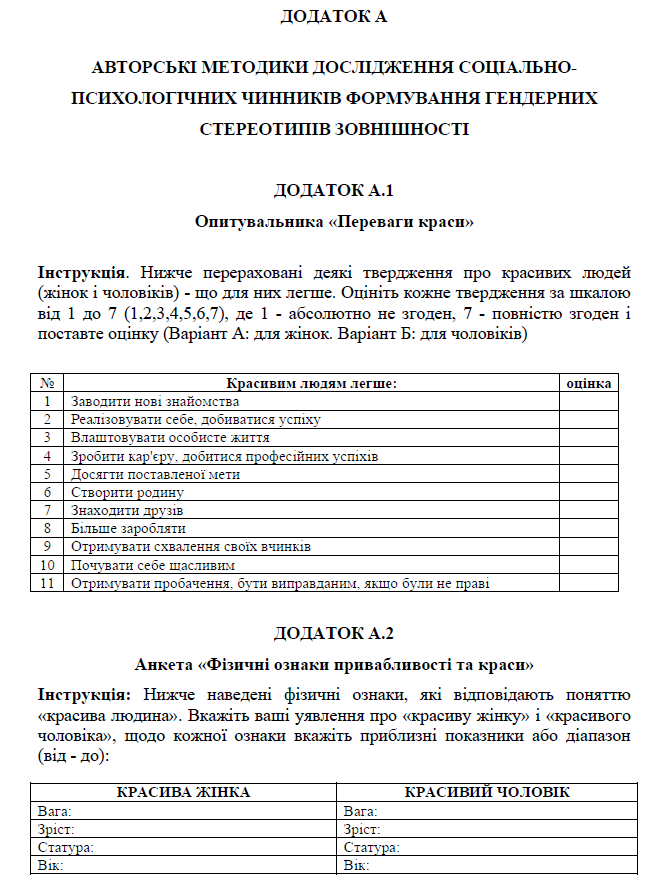 ДОДАТОК А
АВТОРСЬКІ МЕТОДИКИ ДОСЛІДЖЕННЯ СОЦІАЛЬНО-
ПСИХОЛОГІЧНИХ ЧИННИКІВ ФОРМУВАННЯ ГЕНДЕРНИХ
СТЕРЕОТИПІВ ЗОВНІШНОСТІ
ДОДАТОК А.1
Опитувальника «Переваги краси»
Інструкція. Нижче перераховані деякі твердження про красивих людей
(жінок і чоловіків) - що для них легше. Оцініть кожне твердження за шкалою
від 1 до 7 (1,2,3,4,5,6,7), де 1 - абсолютно не згоден, 7 - повністю згоден і
поставте оцінку (Варіант А: для жінок. Варіант Б: для чоловіків)
№ Красивим людям легше: оцінка
1 Заводити нові знайомства
2 Реалізовувати себе, добиватися успіху
3 Влаштовувати особисте життя
4 Зробити кар'єру, добитися професійних успіхів
5 Досягти поставленої мети
6 Створити родину
7 Знаходити друзів
8 Більше заробляти
9 Отримувати схвалення своїх вчинків
10 Почувати себе щасливим
11 Отримувати пробачення, бути виправданим, якщо були не праві
ДОДАТОК А.2
Анкета «Фізичні ознаки привабливості та краси»
Інструкція: Нижче наведені фізичні ознаки, які відповідають поняттю
«красива людина». Вкажіть ваші уявлення про «красиву жінку» і «красивого
чоловіка», щодо кожної ознаки вкажіть приблизні показники або діапазон
(від - до):
КРАСИВА ЖІНКА КРАСИВИЙ ЧОЛОВІК
Вага: Вага:
Зріст: Зріст:
Статура: Статура:
Вік: Вік: